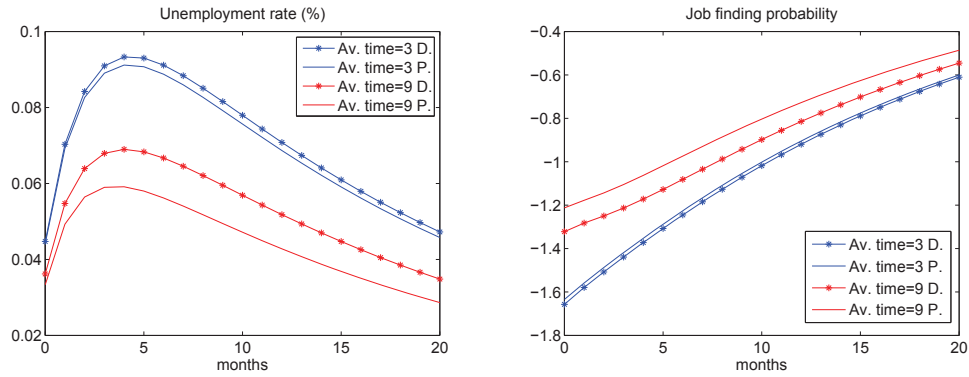 Unemployment rate (%)
0.1
0.08
0.06
0.04
0.02
0
5
10
15
20
months
Av. time=3 D.
Av. time=3 P.
Av. time=9 D.
Av. time=9 P.
Job finding probability
−0.4
−0.6
−0.8
−1
−1.2
−1.4
−1.6
−1.8
0
5
10
15
20
months
Av. time=3 D.
Av. time=3 P.
Av. time=9 D.
Av. time=9 P.